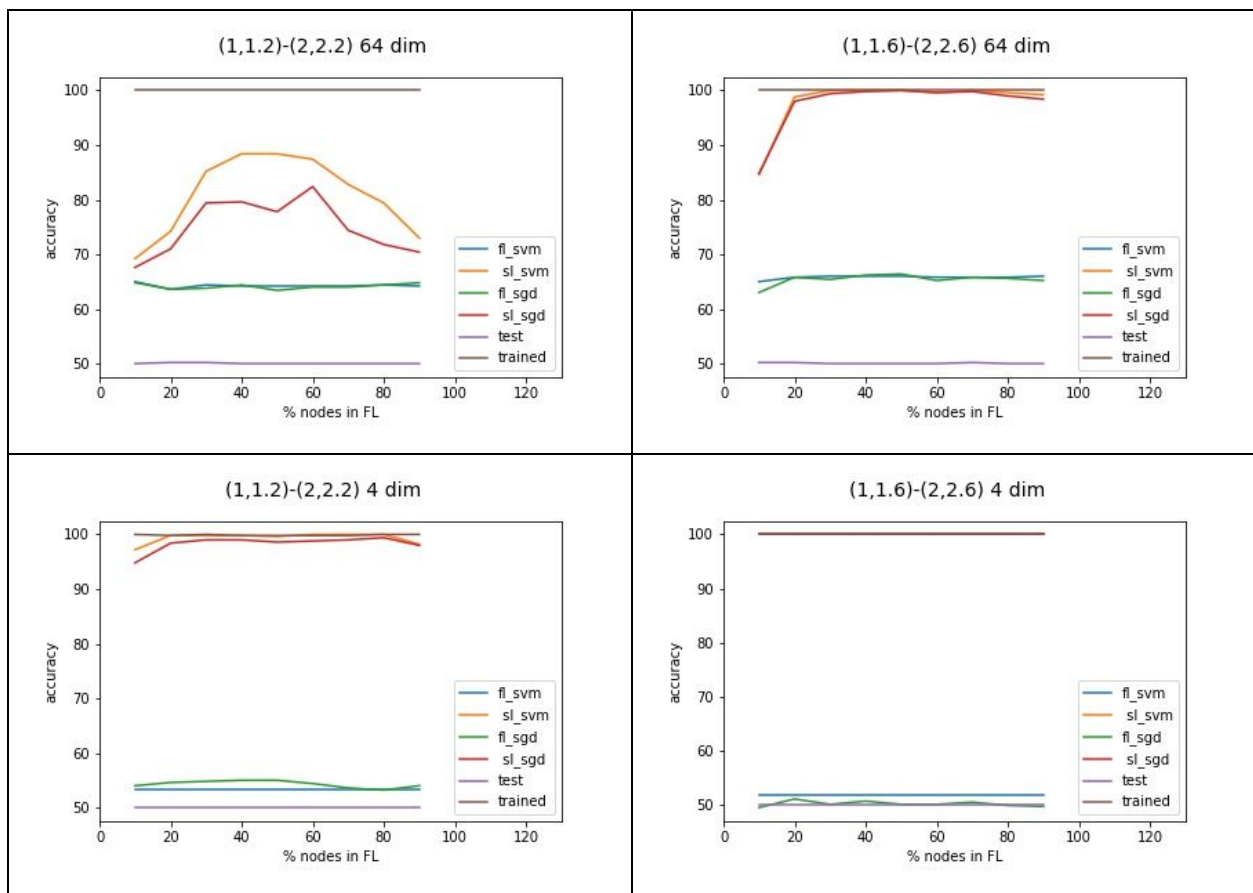 (1,1.2)-(2,2.2) 64 dim
100
90
80
70
60
50
accuracy
fl_svm
sl_svm
fl_sgd
sl_sgd
test
trained
0 20 40 60 80 100 120
% nodes in FL
(1,1.6)-(2,2.6) 64 dim
100
90
80
70
60
50
accuracy
fl_svm
sl_svm
fl_sgd
sl_sgd
test
trained
0 20 40 60 80 100 120
% nodes in FL
(1,1.2)-(2,2.2) 4 dim
100
90
80
70
60
50
accuracy
fl_svm
sl_svm
fl_sgd
sl_sgd
test
trained
0 20 40 60 80 100 120
% nodes in FL
(1,1.6)-(2,2.6) 4 dim
100
90
80
70
60
50
accuracy
fl_svm
sl_svm
fl_sgd
sl_sgd
test
trained
0 20 40 60 80 100 120
% nodes in FL